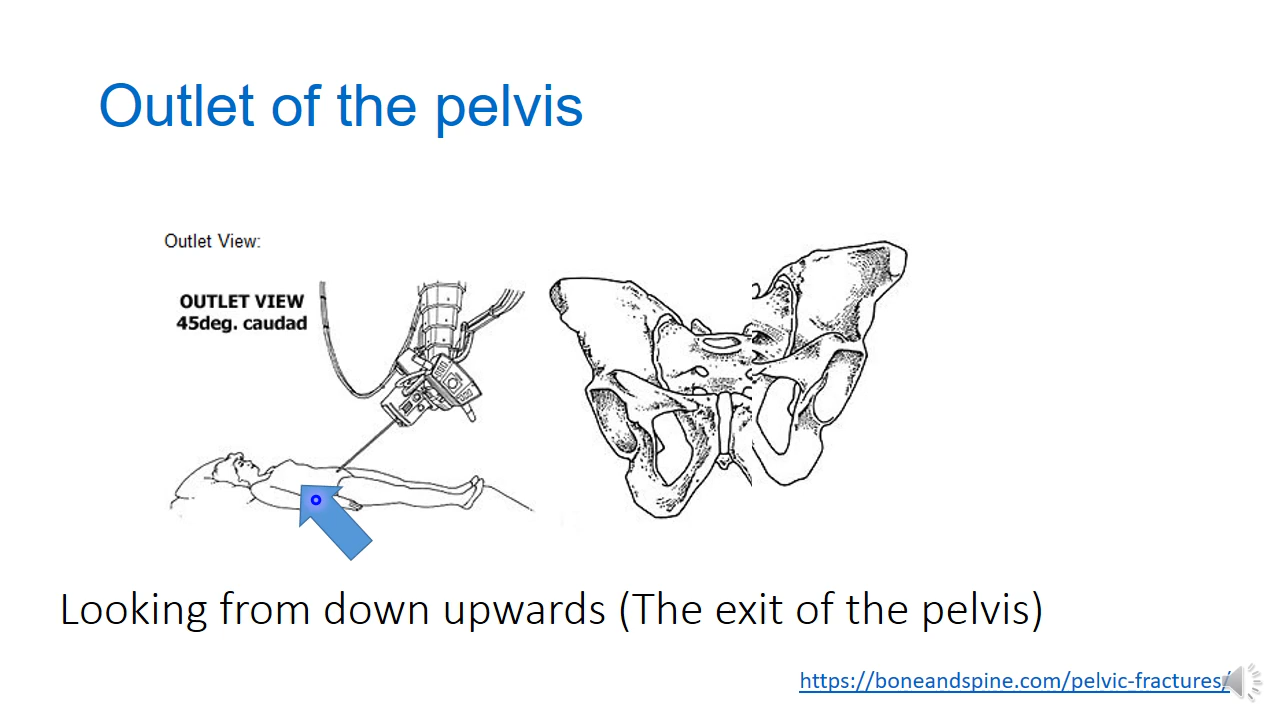 Outlet of the pelvis
Outlet View:
OUTLET VIEW
45deg. caudad
Looking from down upwards (The exit of the pelvis)
https://boneandspine.com/pelvic-fractures/